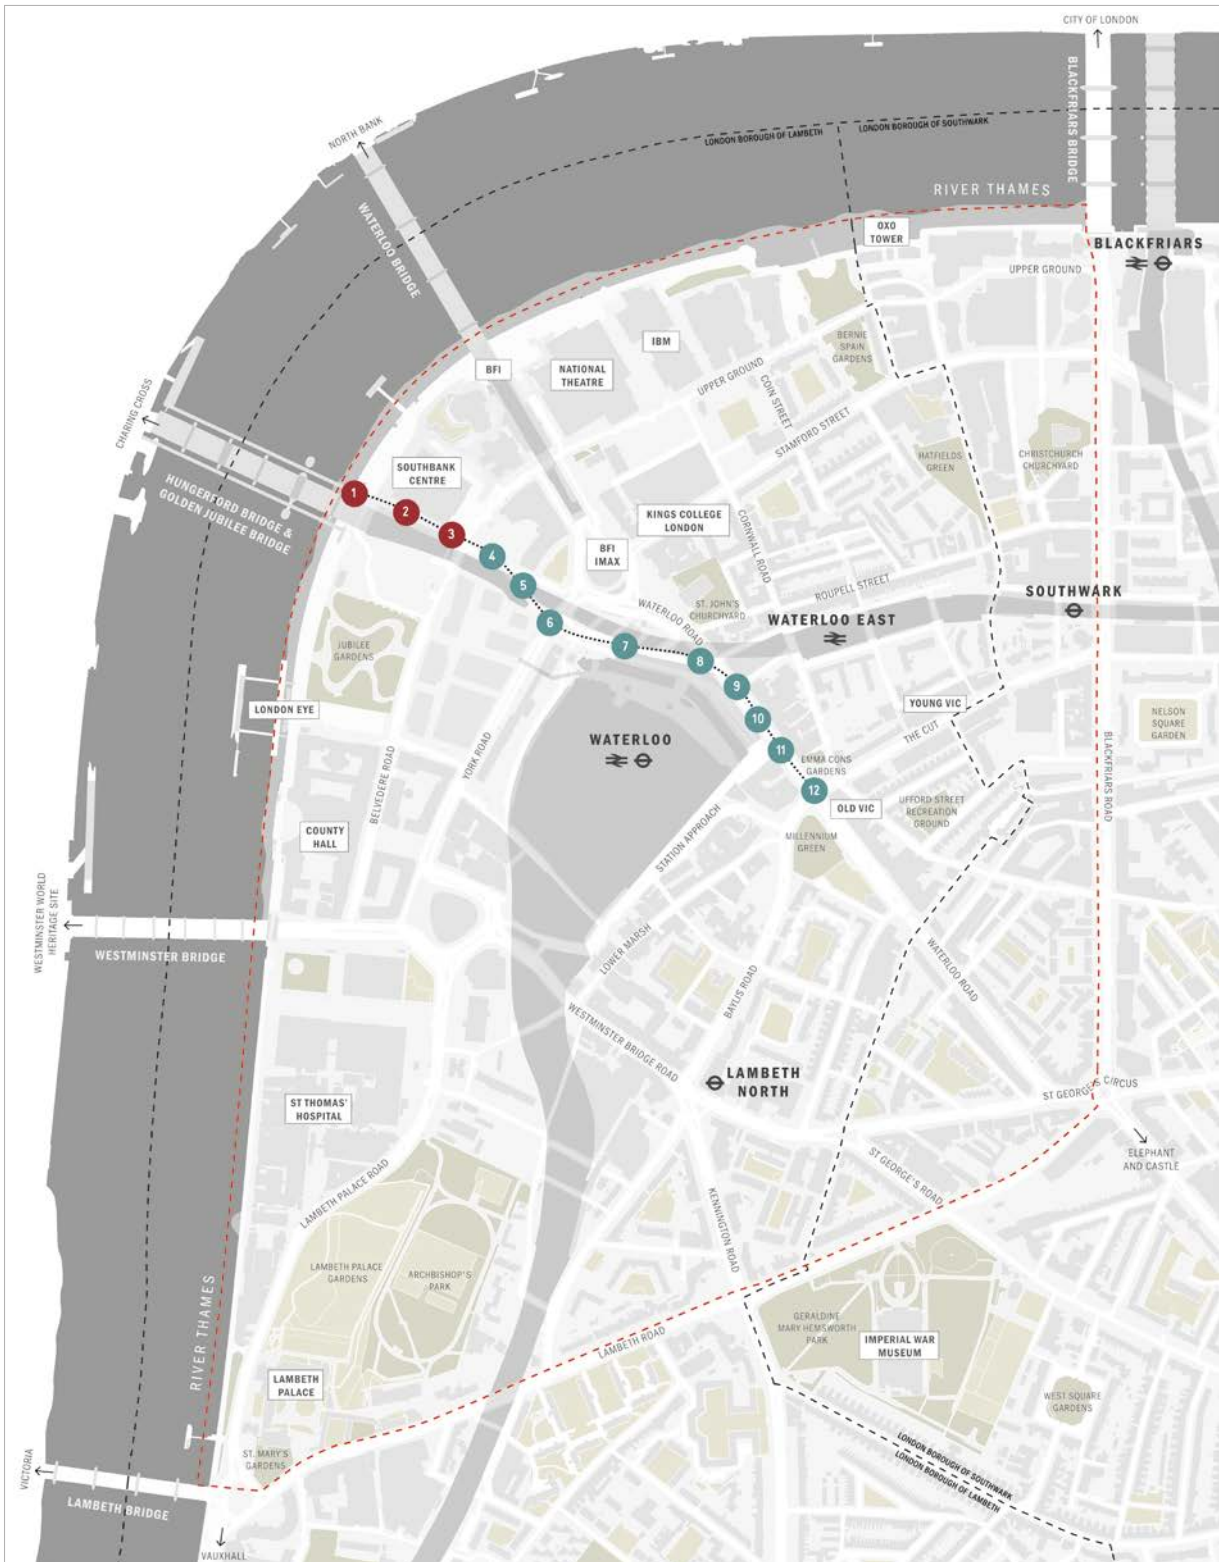 CITY OF LONDON
BLACKFRIARS BRIDGE
NORTH BANK
LONDON BOROUGH OF LAMBETH
LONDON BOROUGH OF SOUTHWARK
RIVER THAMES
WATERLOO BRIDGE
OXO
TOWER
BLACKFRIARS
UPPER GROUND
BERNIE
SPAIN
GARDENS
IBM
BFI
NATIONAL
THEATRE
UPPER GROUND
COIN STREET
STAMFORD STREET
CHARING CROSS
HUNGERFORD BRIDGE &
GOLDEN JUBILEE BRIDGE
SOUTHBANK
CENTRE
HATFIELDS
GREEN
CHRISTCHURCH
CHURCHYARD
1
2
3
4
5
6
7
8
9
10
11
12
KINGS COLLEGE
LONDON
CORNWALL ROAD
BFI
IMAX
ROUPELL STREET
ST. JOHN'S
CHURCHYARD
WATERLOO ROAD
WATERLOO EAST
SOUTHWARK
JUBILEE
GARDENS
LONDON EYE
YOUNG VIC
THE CUT
NELSON
SQUARE
GARDEN
BLACKFRIARS ROAD
WATERLOO
YORK ROAD
BELVEDERE ROAD
EMMA CONS
GARDENS
OLD VIC
UFFORD STREET
RECREATION
GROUND
MILLENNIUM
GREEN
COUNTY
HALL
STATION APPROACH
WESTMINSTER WORLD
HERITAGE SITE
WESTMINSTER BRIDGE
LOWER MARSH
BAYLIS ROAD
WATERLOO ROAD
WESTMINSTER BRIDGE ROAD
LAMBETH
NORTH
ST THOMAS'
HOSPITAL
ST GEORGE'S CIRCUS
ELEPHANT
AND CASTLE
ST GEORGE'S ROAD
LAMBETH PALACE ROAD
KENNINGTON ROAD
LAMBETH PALACE
GARDENS
ARCHBISHOP'S
PARK
RIVER THAMES
GERALDINE
MARY HEMSWORTH
PARK
IMPERIAL WAR
MUSEUM
LAMBETH ROAD
LAMBETH
PALACE
WEST SQUARE
GARDENS
ST. MARY'S
GARDENS
LONDON BOROUGH OF SOUTHWARK
LONDON BOROUGH OF LAMBETH
VICTORIA
LAMBETH BRIDGE
VAUXHALL